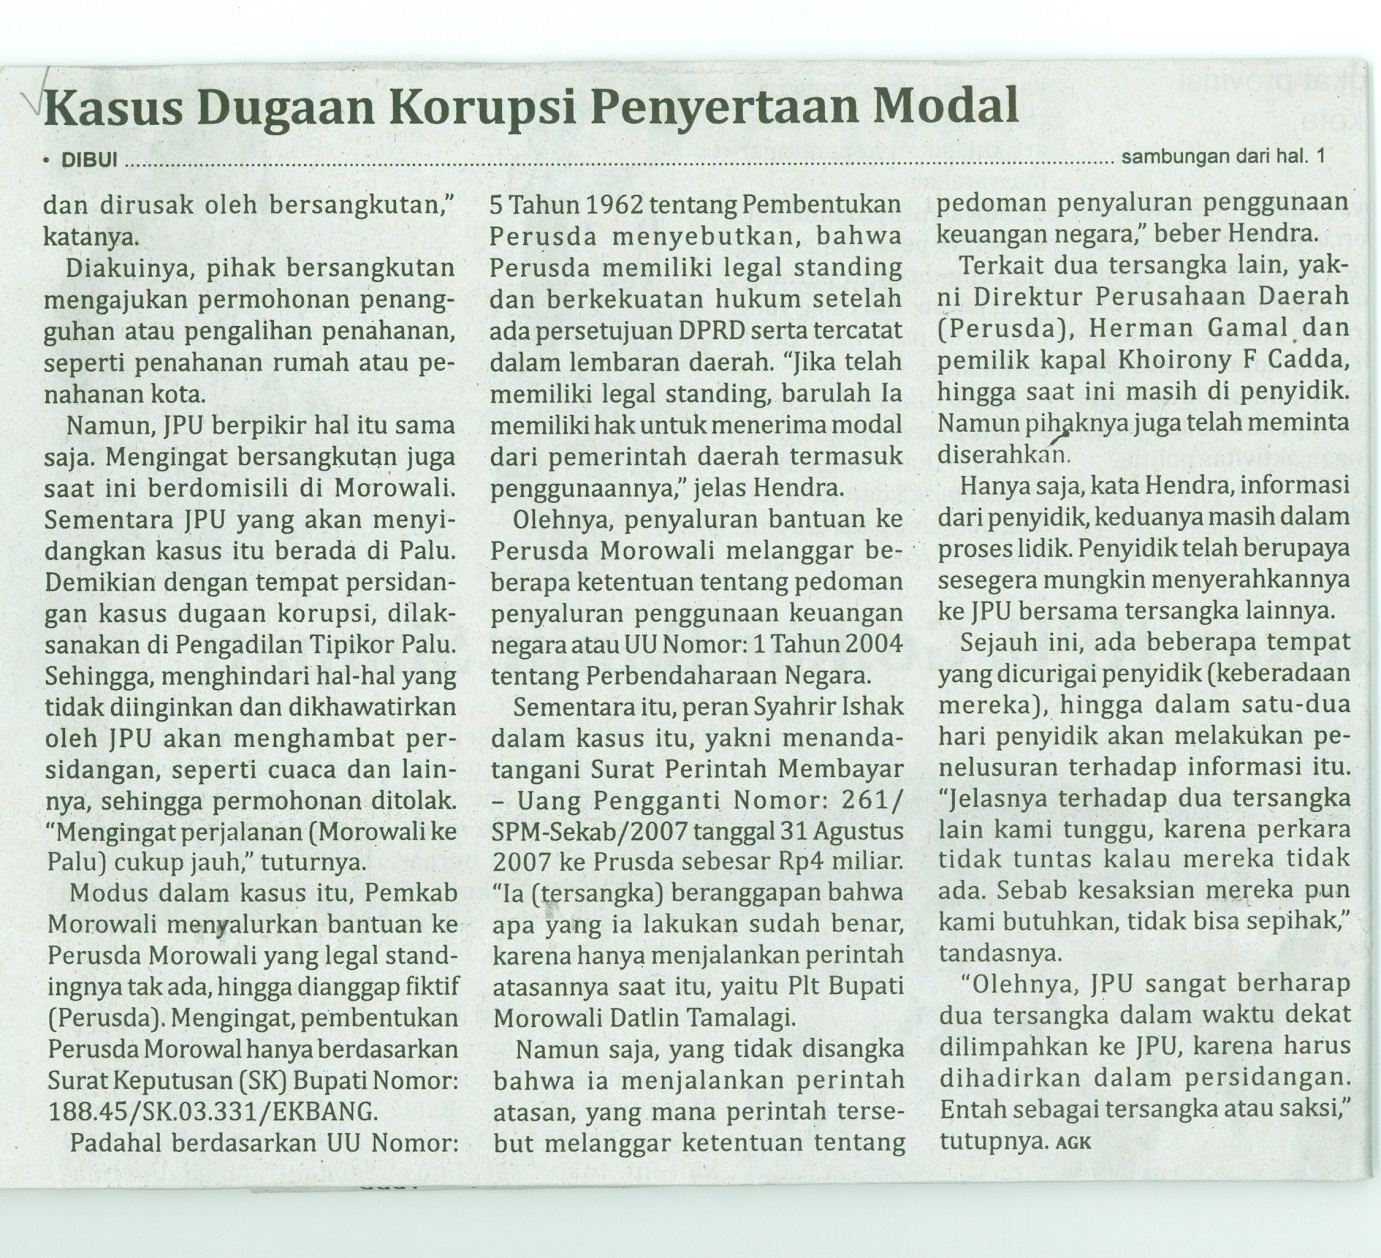 Kasus Dugaan Korupsi Penyertaan Modal
• DIBUI ........................................ sambungan dari hal. 1
dan dirusak oleh bersangkutan,”
katanya.
Diakuinya, pihak bersangkutan
mengajukan permohonan penang-
guhan atau pengalihan penahanan,
seperti penahanan rumah atau pe-
nahanan kota.
Namun, JPU berpikir hal itu sama
saja. Mengingat bersangkutan juga
saat ini berdomisili di Morowali.
Sementara JPU yang akan menyi-
dangkan kasus itu berada di Palu.
Demikian dengan tempat persidan-
gan kasus dugaan korupsi, dilak-
sanakan di Pengadilan Tipikor Palu.
Sehingga, menghindari hal-hal yang
tidak diinginkan dan dikhawatirkan
oleh JPU akan menghambat per-
sidangan, seperti cuaca dan lain-
nya, sehingga permohonan ditolak.
“Mengingat perjalanan (Morowali ke
Palu) cukup jauh,” tuturnya.
Modus dalam kasus itu, Pemkab
Morowali menyalurkan bantuan ke
Perusda Morowali yang legal stand-
ingnya tak ada, hingga dianggap fiktif
(Perusda). Mengingat, pembentukan
Perusda Morowal hanya berdasarkan
Surat Keputusan (SK) Bupati Nomor:
188.45/SK.03.331/EKBANG.
Padahal berdasarkan UU Nomor:
5 Tahun 1962 tentang Pembentukan
Perusda menyebutkan, bahwa
Perusda memiliki legal standing
dan berkekuatan hukum setelah
ada persetujuan DPRD serta tercatat
dalam lembaran daerah. “Jika telah
memiliki legal standing, barulah Ia
memiliki hak untuk menerima modal
dari pemerintah daerah termasuk
penggunaannya,” jelas Hendra.
Olehnya, penyaluran bantuan ke
Perusda Morowali melanggar be-
berapa ketentuan tentang pedoman
penyaluran penggunaan keuangan
negara atau UU Nomor: 1 Tahun 2004
tentang Perbendaharaan Negara.
Sementara itu, peran Syahrir Ishak
dalam kasus itu, yakni menanda-
tangani Surat Perintah Membayar
– Uang Pengganti Nomor: 261/
SPM-Sekab/2007 tanggal 31 Agustus
2007 ke Prusda sebesar Rp4 miliar.
“Ia (tersangka) beranggapan bahwa
apa yang ia lakukan sudah benar,
karena hanya menjalankan perintah
atasannya saat itu, yaitu Plt Bupati
Morowali Datlin Tamalagi.
Namun saja, yang tidak disangka
bahwa ia menjalankan perintah
atasan, yang mana perintah terse-
but melanggar ketentuan tentang
pedoman penyaluran penggunaan
keuangan negara,” beber Hendra.
Terkait dua tersangka lain, yak-
ni Direktur Perusahaan Daerah
(Perusda), Herman Gamal dan
pemilik kapal Khoirony F Cadda,
hingga saat ini masih di penyidik.
Namun pihaknya juga telah meminta
diserahkan.
Hanya saja, kata Hendra, informasi
dari penyidik, keduanya masih dalam
proses lidik. Penyidik telah berupaya
sesegera mungkin menyerahkannya
ke JPU bersama tersangka lainnya.
Sejauh ini, ada beberapa tempat
yang dicurigai penyidik (keberadaan
mereka), hingga dalam satu-dua
hari penyidik akan melakukan pe-
nelusuran terhadap informasi itu.
“Jelasnya terhadap dua tersangka
lain kami tunggu, karena perkara
tidak tuntas kalau mereka tidak
ada. Sebab kesaksian mereka pun
kami butuhkan, tidak bisa sepihak,”
tandasnya.
“Olehnya, JPU sangat berharap
dua tersangka dalam waktu dekat
dilimpahkan ke JPU, karena harus
dihadirkan dalam persidangan.
Entah sebagai tersangka atau saksi,”
tutupnya. AGK